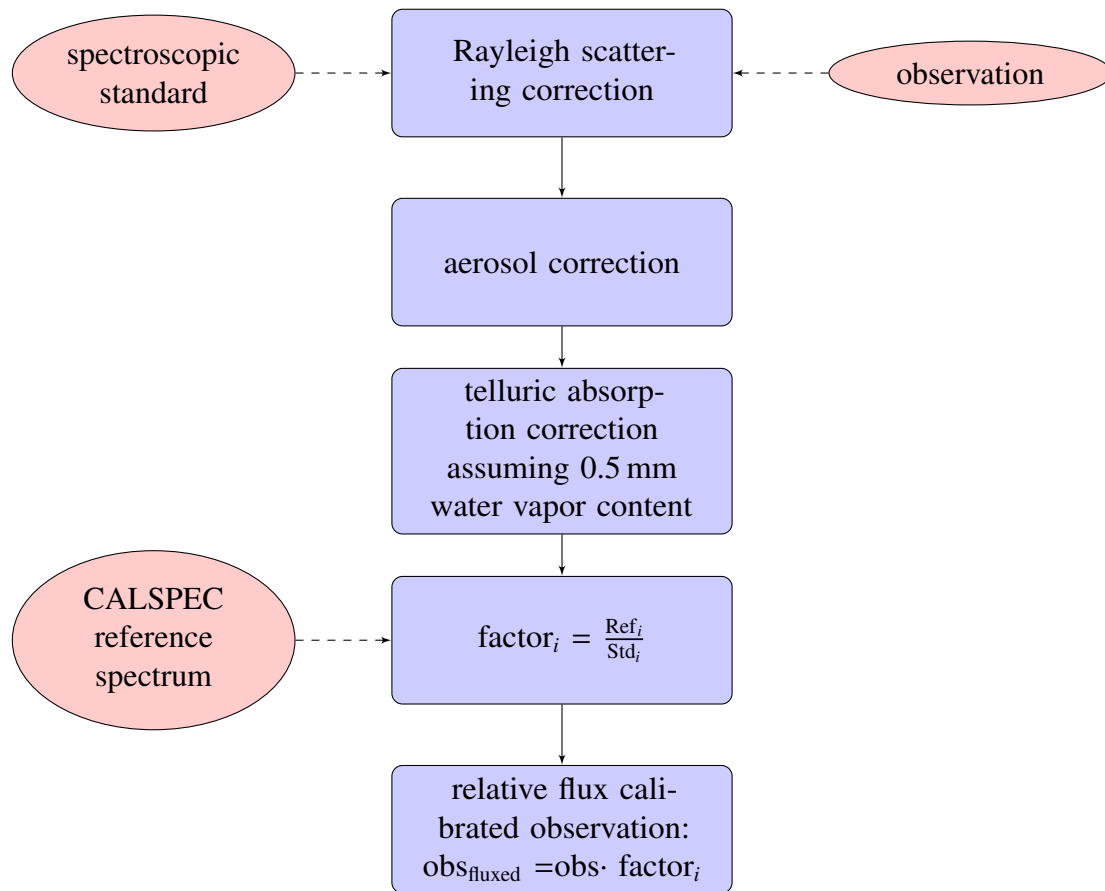 spectroscopic
standard
Rayleigh scatter-
ing correction
observation
aerosol correction
telluric absorp-
tion correction
assuming 0.5 mm
water vapor content
CALSPEC
reference
spectrum
factor_i = Ref_i / Std_i
relative flux cali-
brated observation:
obs_fluxed =obs· factor_i